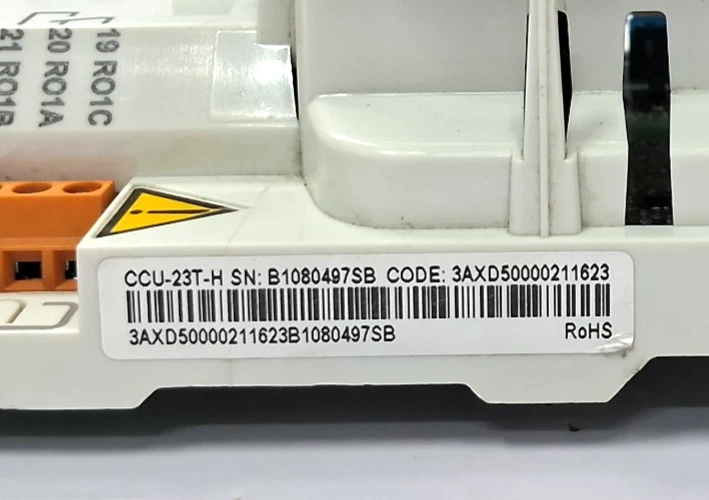 19 RO1C
20 RO1A
21 RO1B
CCU-23T-H SN: B1080497SB CODE: 3AXD50000211623
3AXD50000211623B1080497SB
RoHS